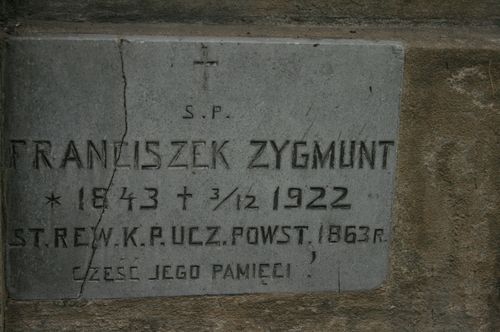 S.P.
FRANCISZEK ZYGMUNT
* 1843 † 3/12 1922
ST. REW. K.P. UCZ. POWST. 1863 R.
CZEŚĆ JEGO PAMIĘCI!